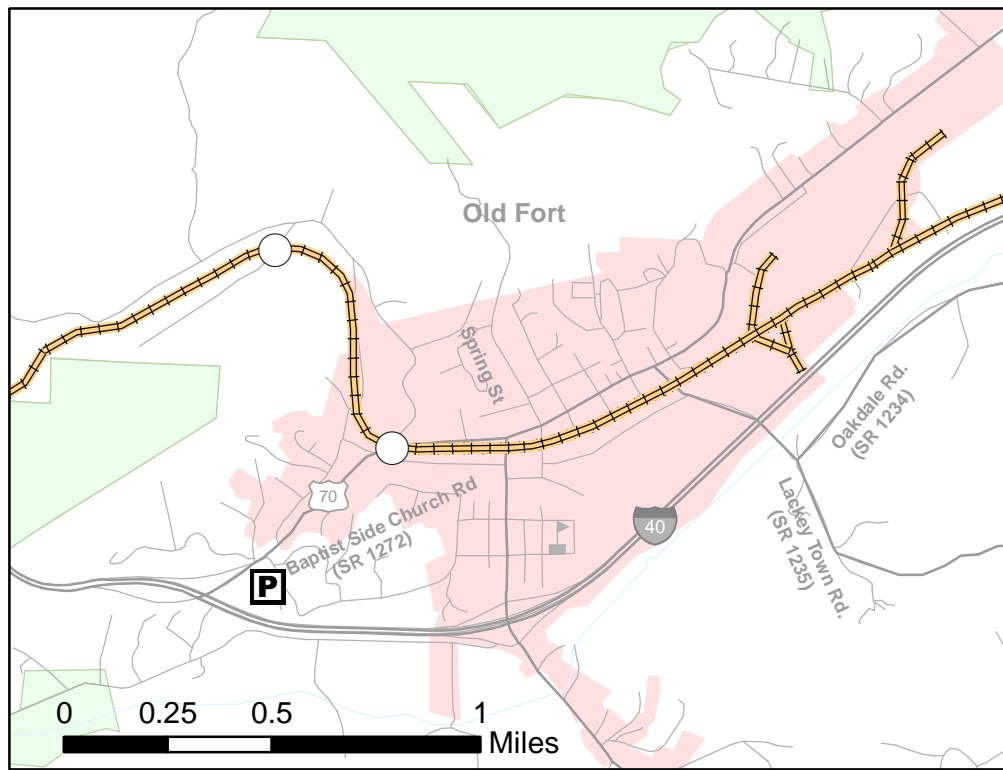 Old Fort
Spring St
Oakdale Rd.
(SR 1234)
70
Baptist Side Church Rd
(SR 1272)
40
Lackey Town Rd.
(SR 1235)
P
0 0.25 0.5 1
Miles